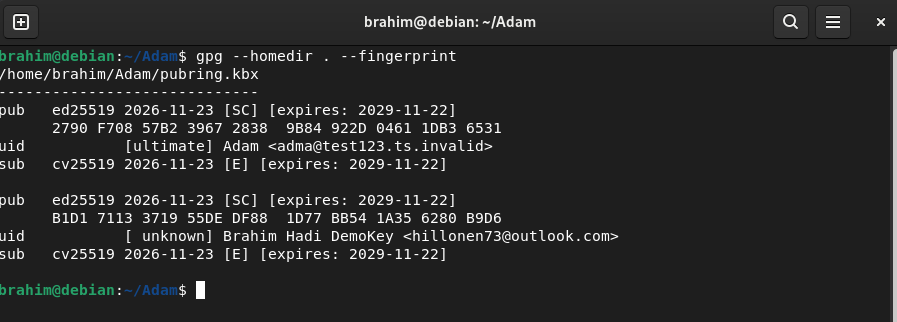 brahim@debian: ~/Adam
brahim@debian:~/Adam$ gpg --homedir . --fingerprint
/home/brahim/Adam/pubring.kbx
-----------------------------
pub   ed25519 2026-11-23 [SC] [expires: 2029-11-22]
      2790 F708 57B2 3967 2838  9B84 922D 0461 1DB3 6531
uid           [ultimate] Adam <adma@test123.ts.invalid>
sub   cv25519 2026-11-23 [E] [expires: 2029-11-22]
pub   ed25519 2026-11-23 [SC] [expires: 2029-11-22]
      B1D1 7113 3719 55DE DF88  1D77 BB54 1A35 6280 B9D6
uid           [ unknown] Brahim Hadi DemoKey <hillonen73@outlook.com>
sub   cv25519 2026-11-23 [E] [expires: 2029-11-22]
brahim@debian:~/Adam$